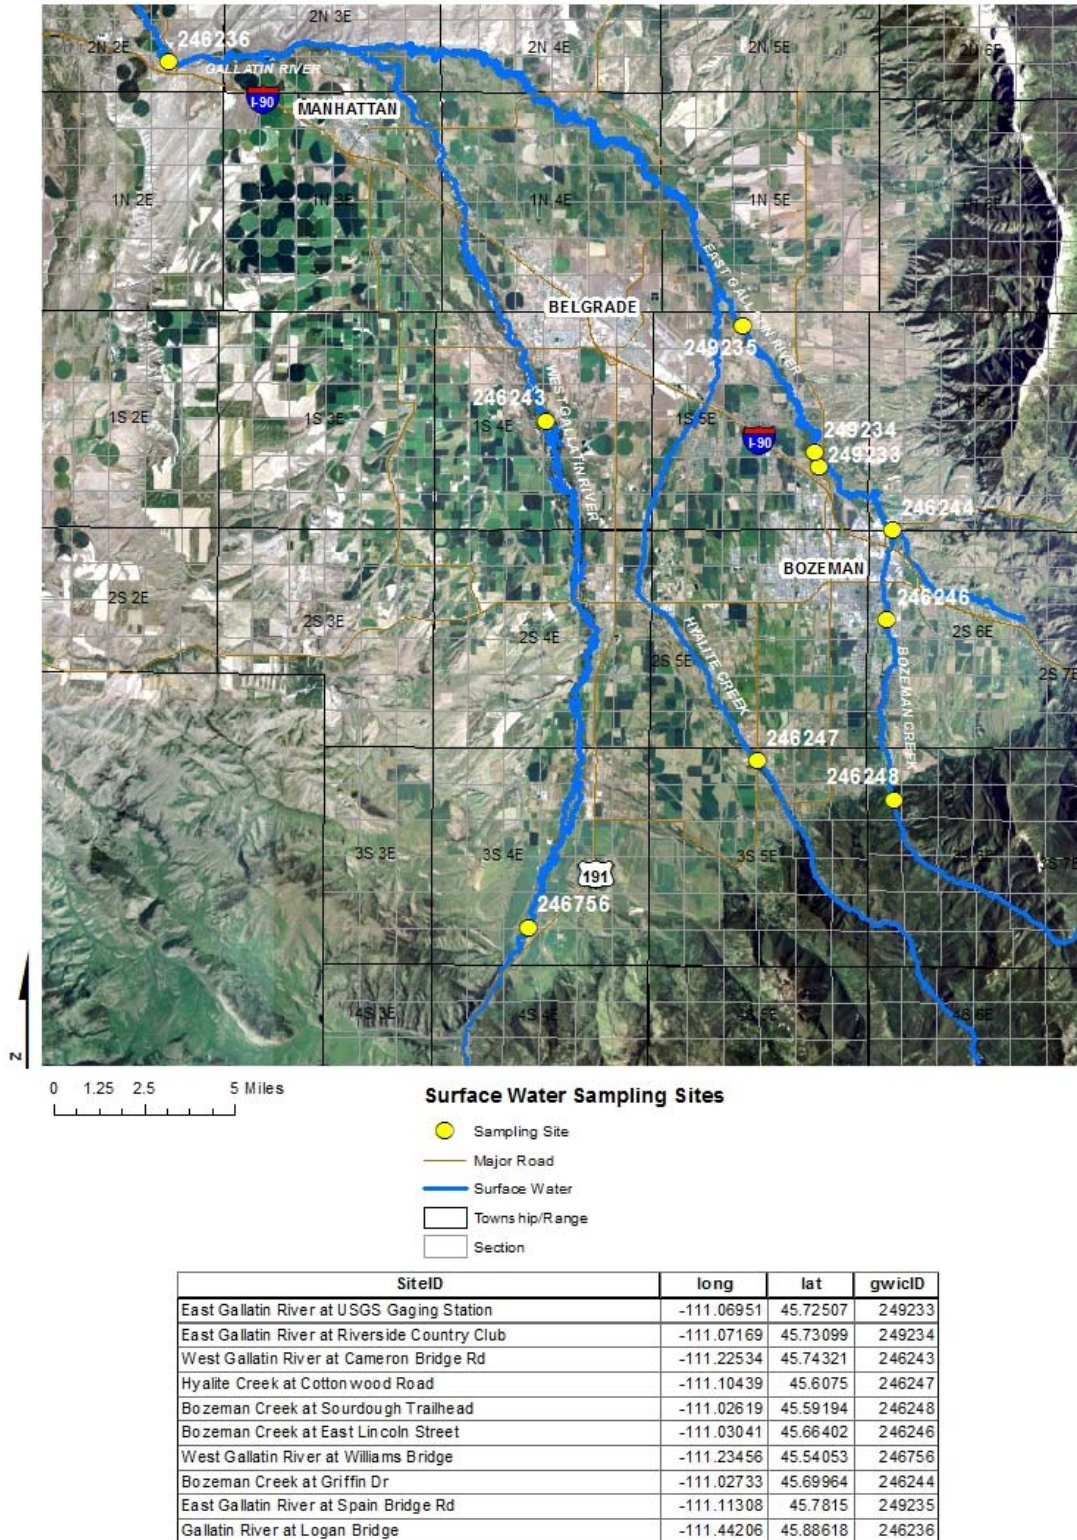 2N 2E
246236
2N 3E
2N 4E
2N 5E
2N 6E
GALLATIN RIVER
I-90
MANHATTAN
1N 2E
1N 3E
1N 4E
1N 5E
1N 6E
EAST GALLATIN RIVER
BELGRADE
249235
1S 2E
1S 3E
246243
1S 4E
WEST GALLATIN RIVER
1S 5E
I-90
249234
249233
246244
BOZEMAN
2S 2E
2S 3E
2S 4E
246246
2S 6E
HYALITE CREEK
2S 5E
BOZEMAN CREEK
2S 7E
246247
246248
3S 3E
3S 4E
3S 5E
3S 6E
3S 7E
191
246756
4S 3E
4S 4E
4S 5E
4S 6E
N
0 1.25 2.5 5 Miles
Surface Water Sampling Sites
Sampling Site
Major Road
Surface Water
Township/Range
Section
SiteID long lat gwicID
East Gallatin River at USGS Gaging Station -111.06951 45.72507 249233
East Gallatin River at Riverside Country Club -111.07169 45.73099 249234
West Gallatin River at Cameron Bridge Rd -111.22534 45.74321 246243
Hyalite Creek at Cottonwood Road -111.10439 45.6075 246247
Bozeman Creek at Sourdough Trailhead -111.02619 45.59194 246248
Bozeman Creek at East Lincoln Street -111.03041 45.66402 246246
West Gallatin River at Williams Bridge -111.23456 45.54053 246756
Bozeman Creek at Griffin Dr -111.02733 45.69964 246244
East Gallatin River at Spain Bridge Rd -111.11308 45.7815 249235
Gallatin River at Logan Bridge -111.44206 45.88618 246236